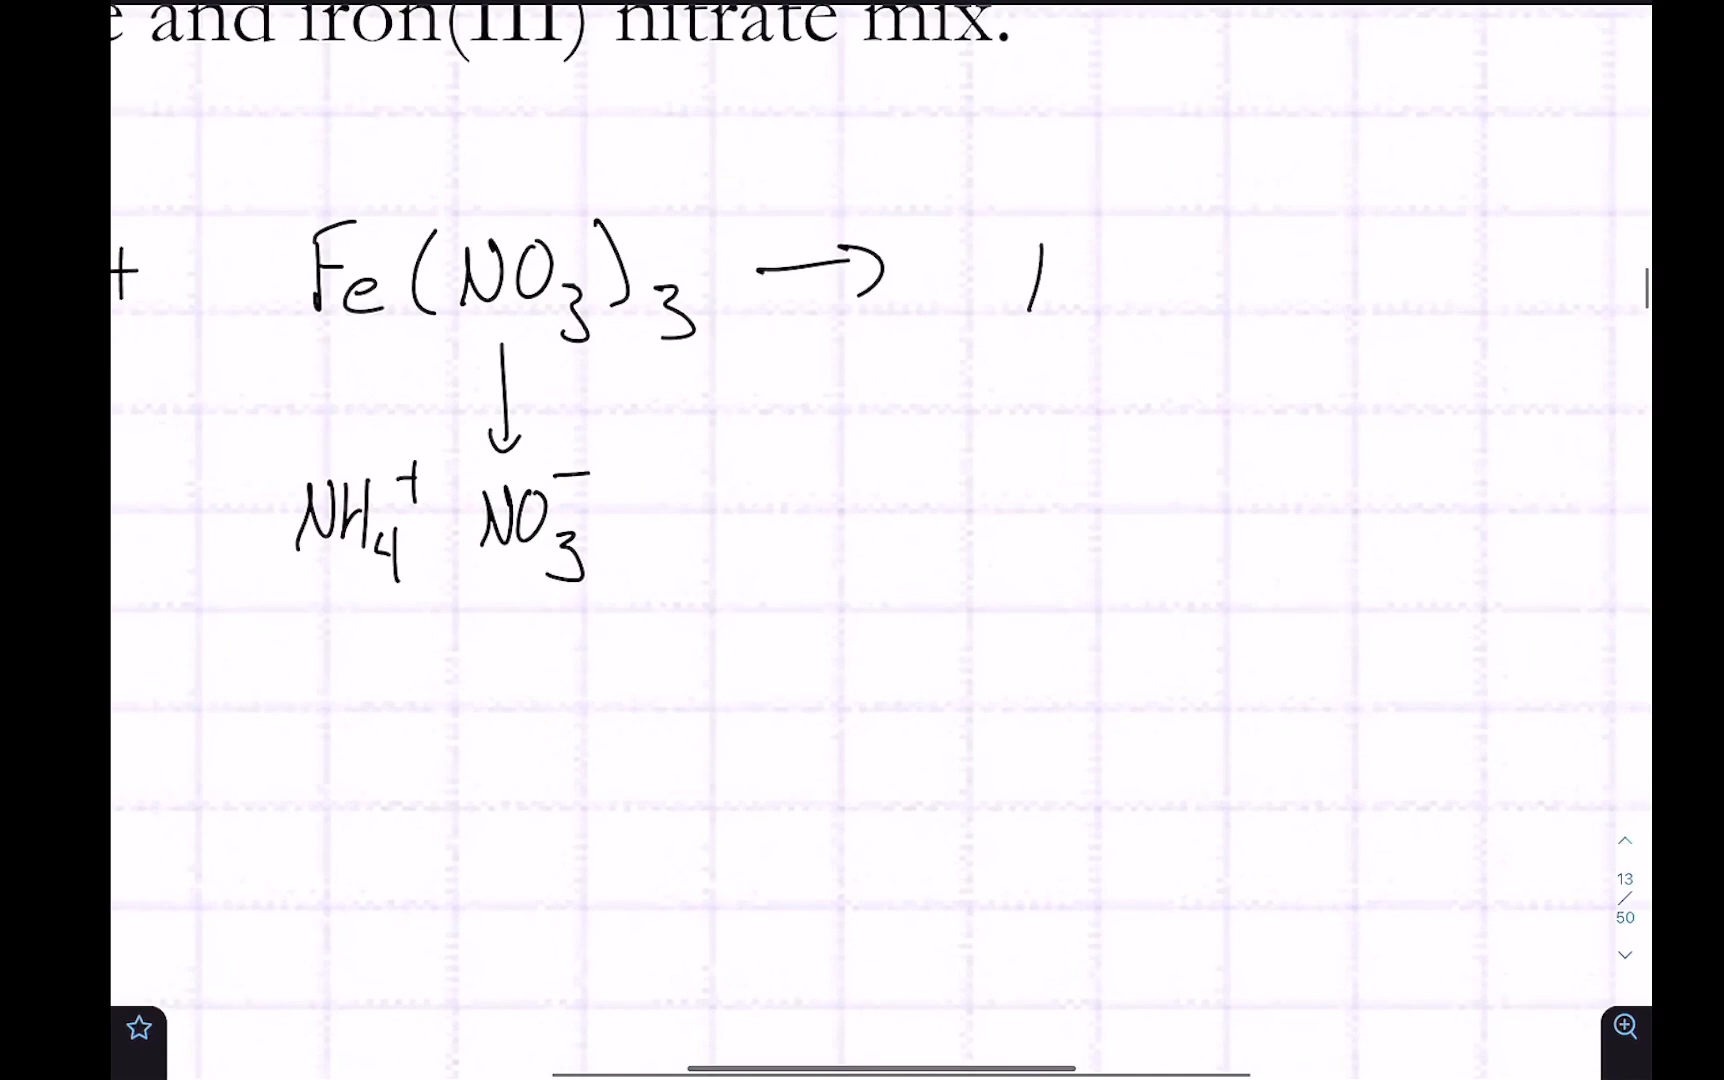 and iron(III) nitrate mix.
+ Fe(NO₃)₃ →
↓
NH₄⁺ NO₃⁻
13
/
50